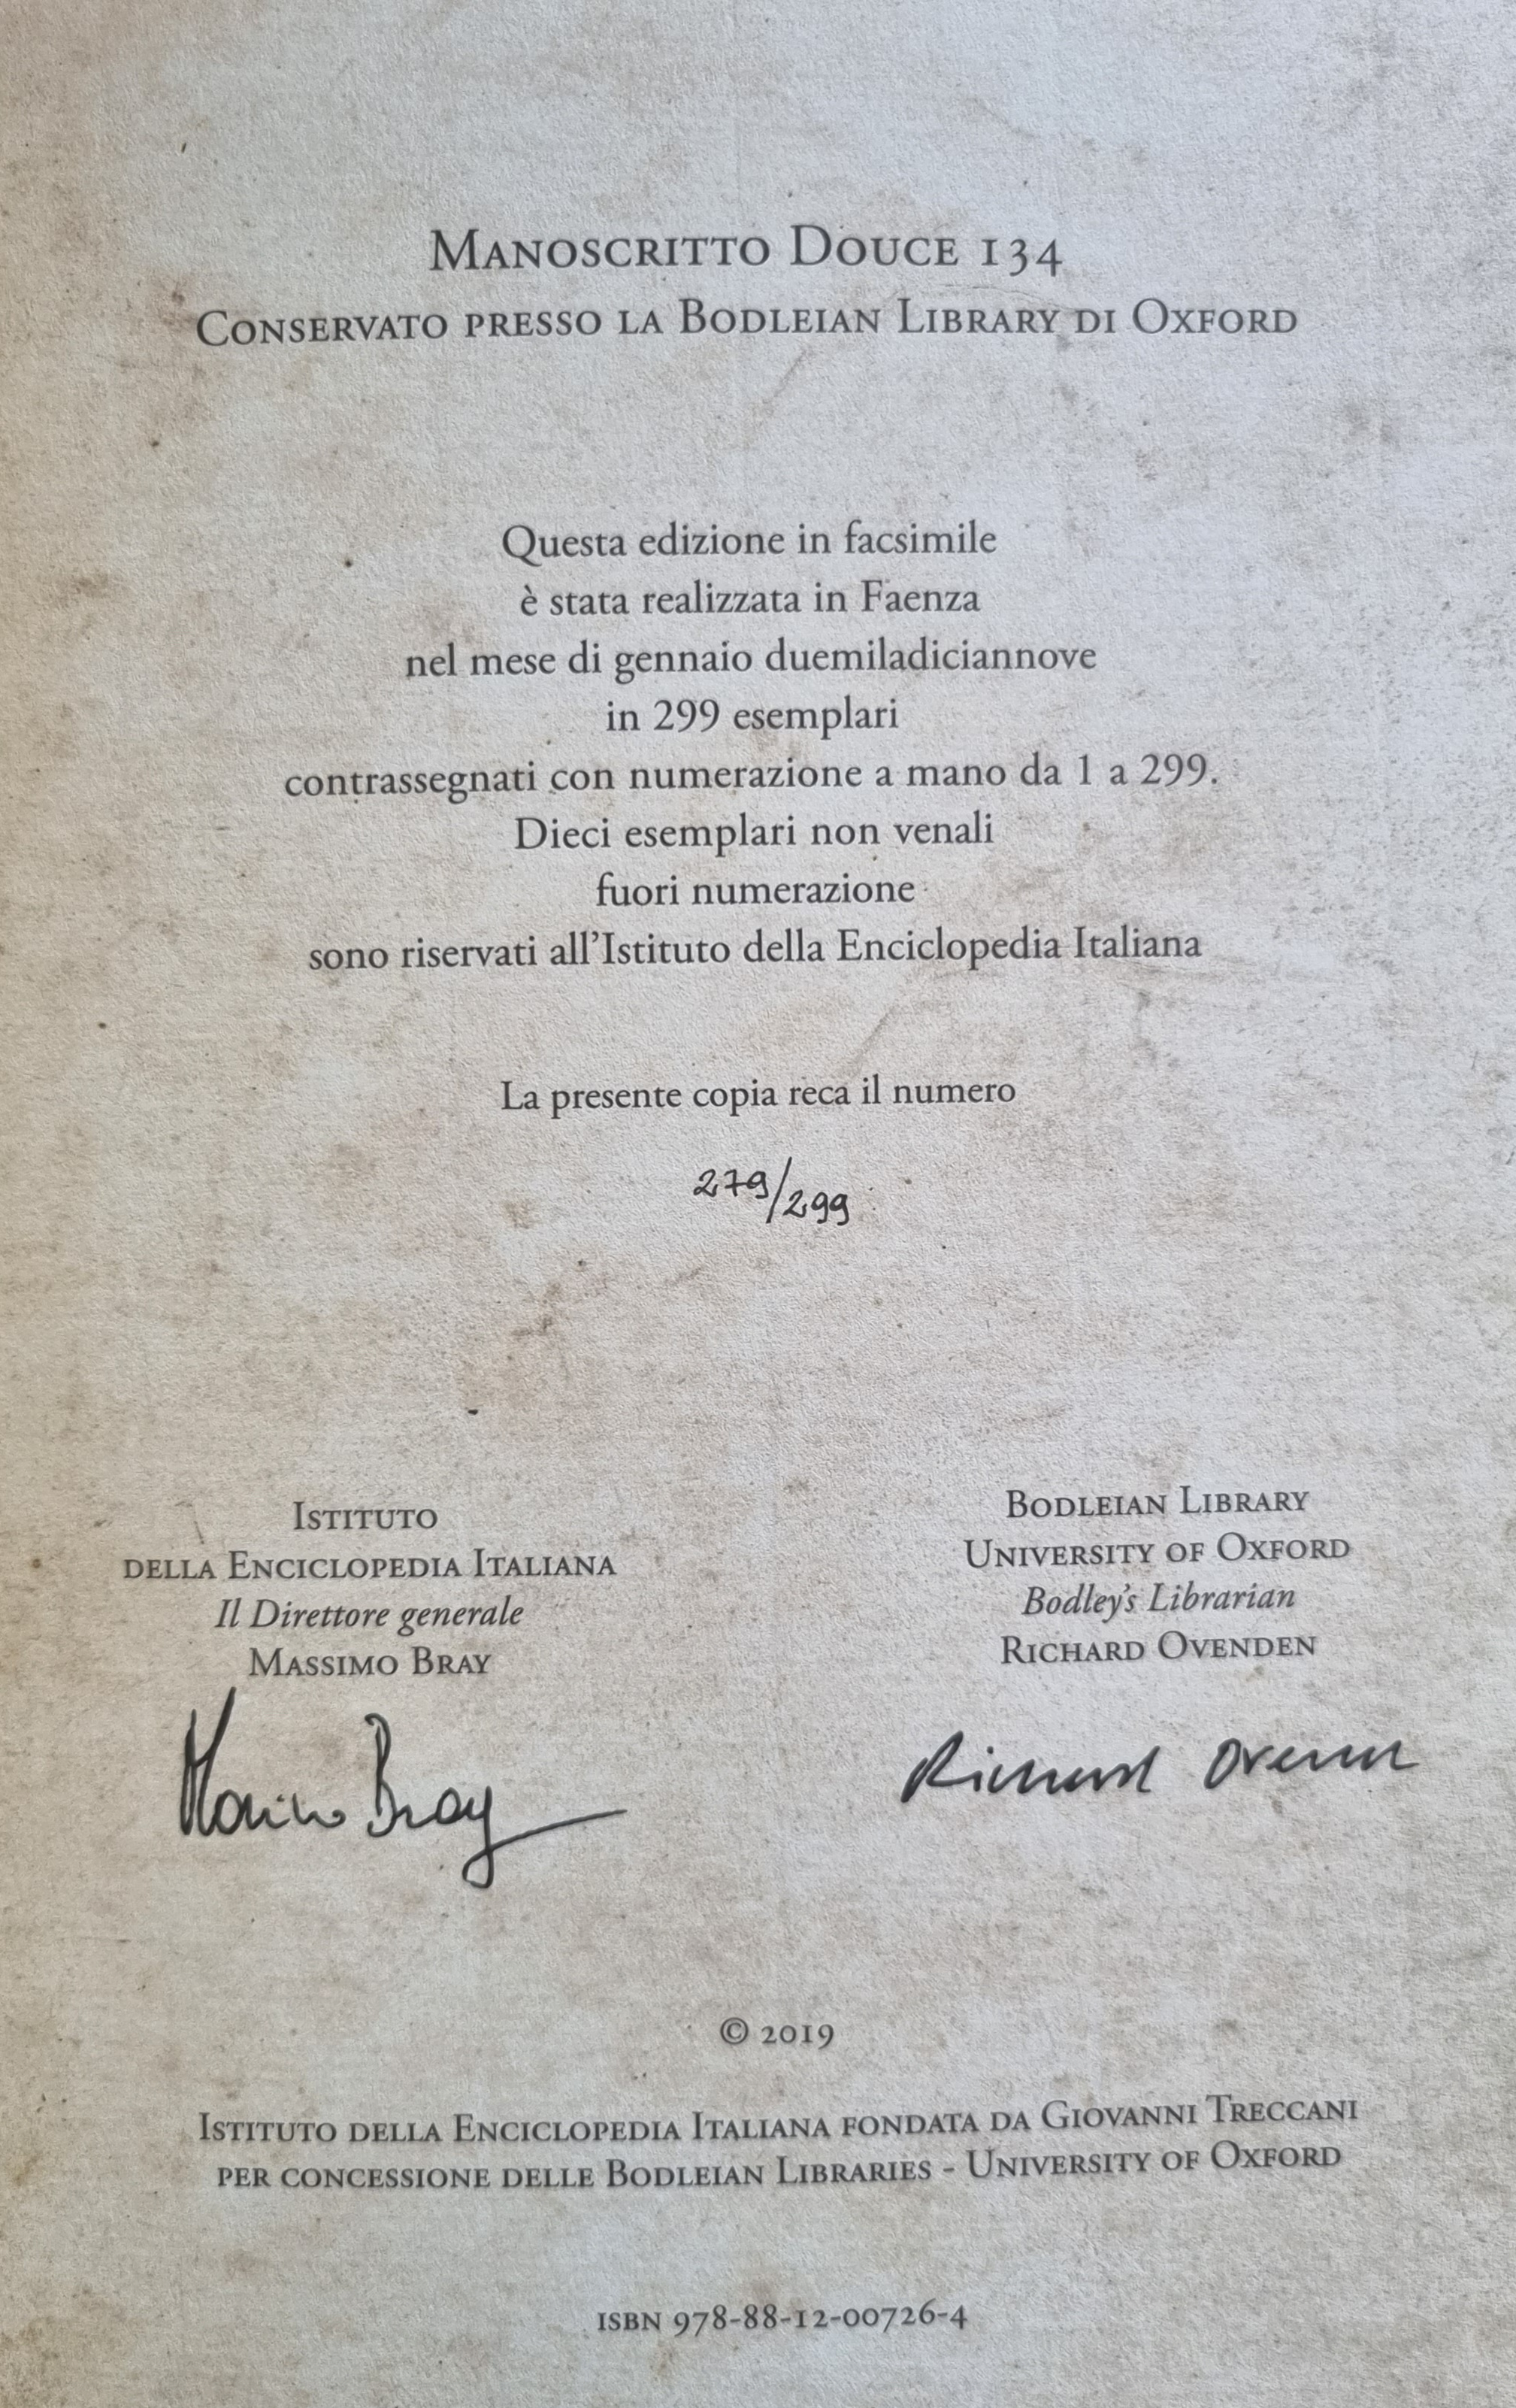 Manoscritto Douce 134
Conservato presso la Bodleian Library di Oxford
Questa edizione in facsimile
è stata realizzata in Faenza
nel mese di gennaio duemiladiciannove
in 299 esemplari
contrassegnati con numerazione a mano da 1 a 299.
Dieci esemplari non venali
fuori numerazione
sono riservati all’Istituto della Enciclopedia Italiana
La presente copia reca il numero
279/299
Istituto
della Enciclopedia Italiana
Il Direttore generale
Massimo Bray
Massimo Bray
Bodleian Library
University of Oxford
Bodley’s Librarian
Richard Ovenden
Richard Ovenden
© 2019
Istituto della Enciclopedia Italiana fondata da Giovanni Treccani
per concessione delle Bodleian Libraries - University of Oxford
ISBN 978-88-12-00726-4